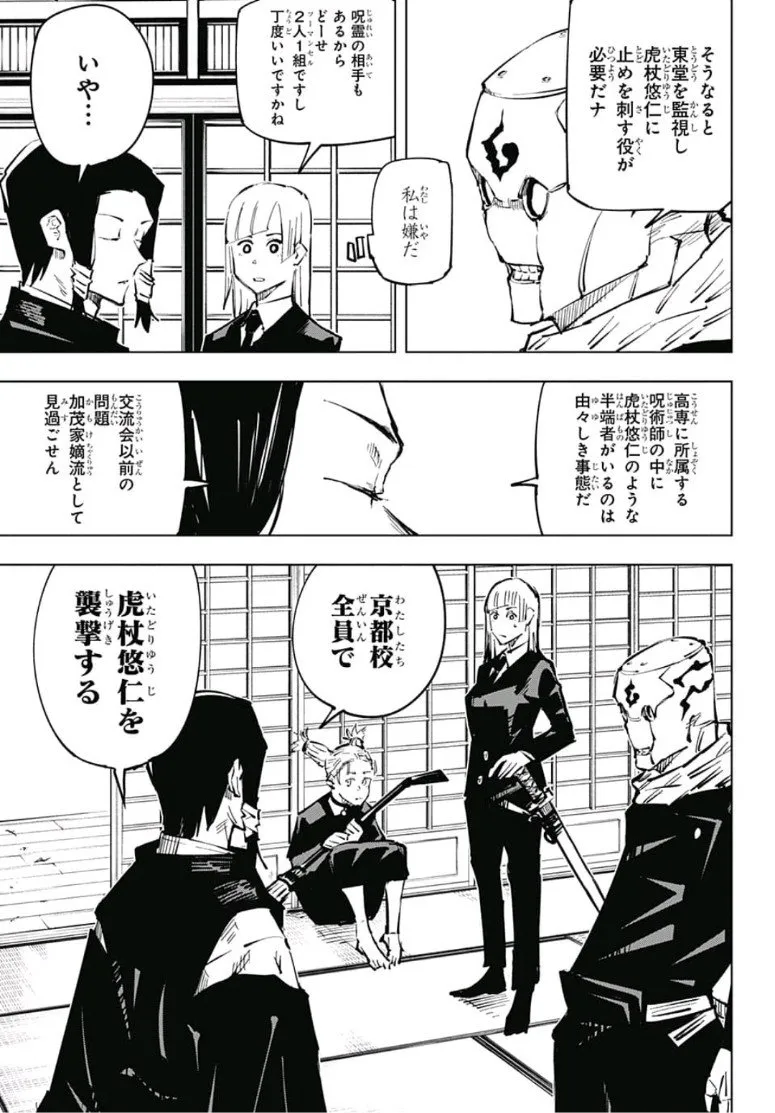 そうなると
東堂を監視し
虎杖悠仁に
止めを刺す役が
必要だナ
呪霊の相手も
あるから
どーせ
2人1組ですし
丁度いいですかね
私は嫌だ
いや…
高専に所属する
呪術師の中に
虎杖悠仁のような
半端者がいるのは
由々しき事態だ
交流会以前の
問題
加茂家嫡流として
見過ごせん
京都校
全員で
虎杖悠仁を
襲撃する